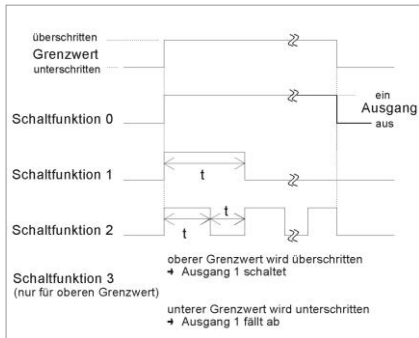 überschritten
Grenzwert
unterschritten
ein
Ausgang
aus
Schaltfunktion 0
Schaltfunktion 1
t
Schaltfunktion 2
t
t
Schaltfunktion 3
(nur für oberen Grenzwert)
oberer Grenzwert wird überschritten
➔ Ausgang 1 schaltet
unterer Grenzwert wird unterschritten
➔ Ausgang 1 fällt ab